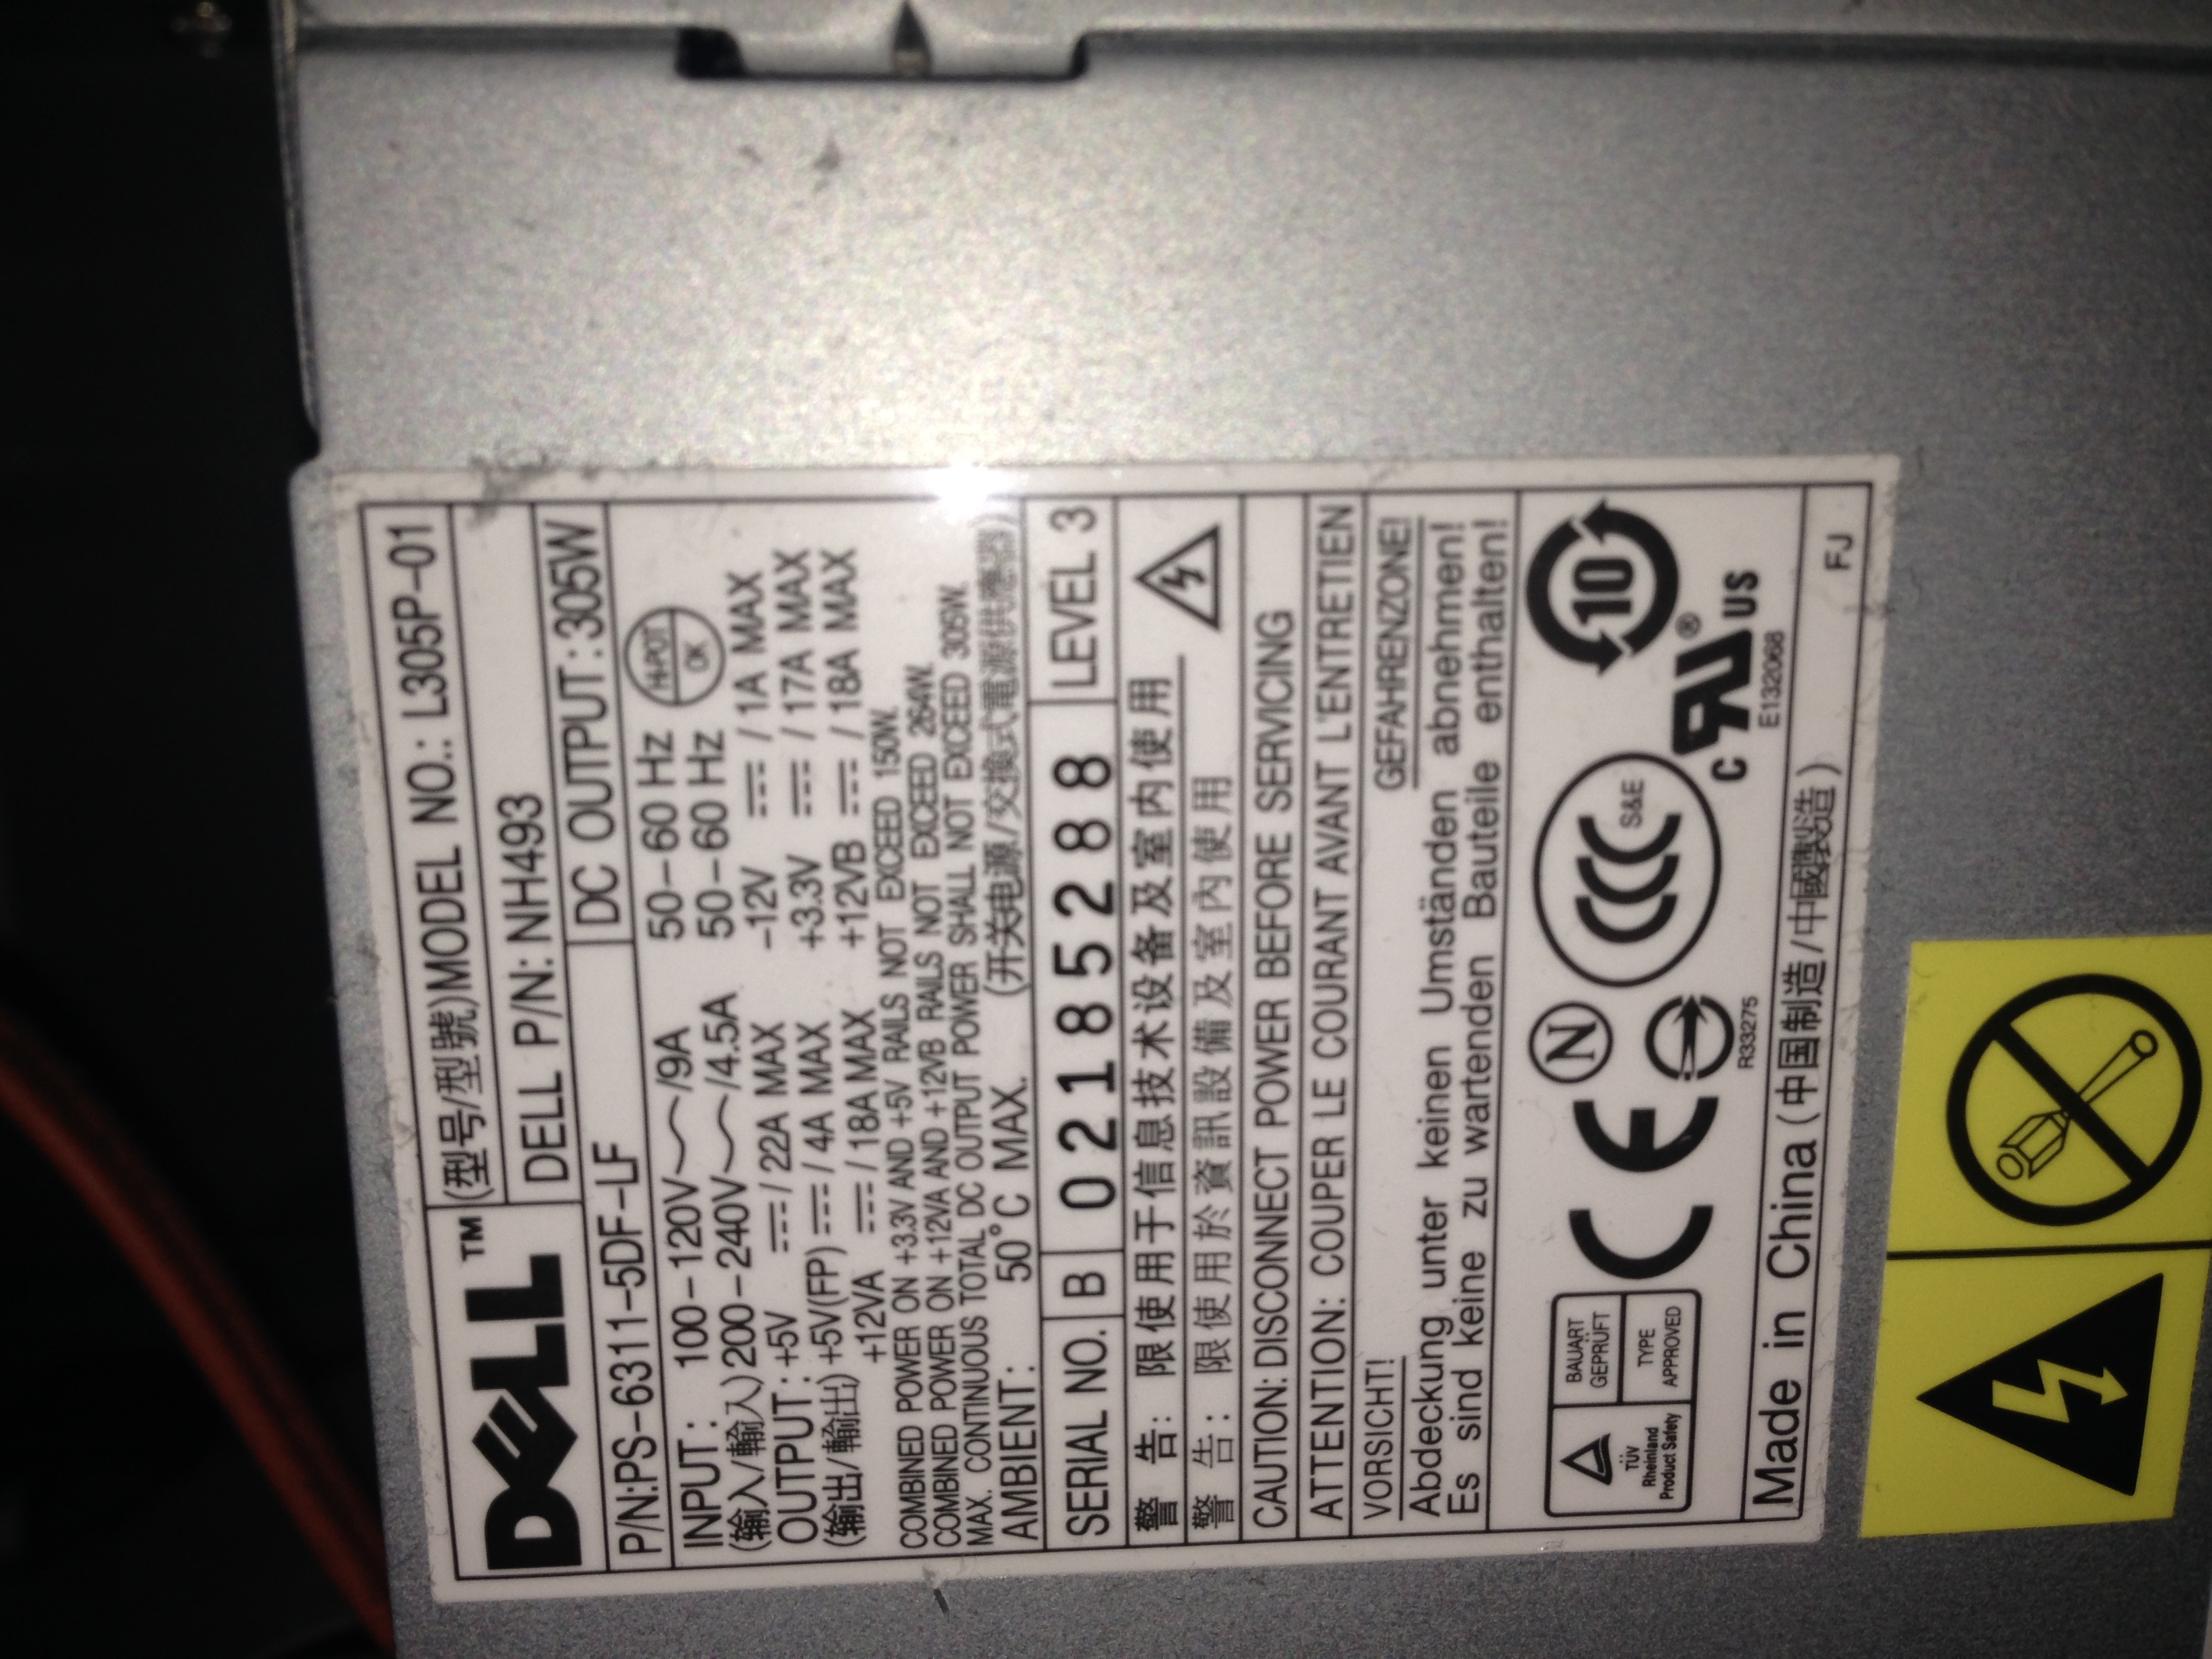 DELL™
(型号/型號)MODEL NO.: L305P-01
DELL P/N: NH493
P/N:PS-6311-5DF-LF DC OUTPUT:305W
INPUT: 100-120V~/9A 50-60 Hz
(输入/輸入)200-240V~/4.5A 50-60 Hz
HI-POT
OK
OUTPUT: +5V ⎓/ 22A MAX -12V ⎓/ 1A MAX
(输出/輸出) +5V(FP) ⎓/ 4A MAX +3.3V ⎓/ 17A MAX
+12VA ⎓/ 18A MAX +12VB ⎓/ 18A MAX
COMBINED POWER ON +3.3V AND +5V RAILS NOT EXCEED 150W.
COMBINED POWER ON +12VA AND +12VB RAILS NOT EXCEED 264W.
MAX. CONTINUOUS TOTAL DC OUTPUT POWER SHALL NOT EXCEED 305W.
AMBIENT: 50°C MAX. (开关电源/交換式電源供應器)
SERIAL NO. B 0218528​8 LEVEL 3
警 告: 限使用于信息技术设备及室内使用
警 告: 限使用於資訊設備及室內使用
CAUTION: DISCONNECT POWER BEFORE SERVICING
ATTENTION: COUPER LE COURANT AVANT L'ENTRETIEN
VORSICHT! GEFAHRENZONE!
Abdeckung unter keinen Umständen abnehmen!
Es sind keine zu wartenden Bauteile enthalten!
TÜV
Rheinland
Product Safety
BAUART
GEPRÜFT
TYPE
APPROVED
CE
N
R33275
CCC S&E
10
c RU® US
E132068
Made in China (中国制造/中國製造) FJ